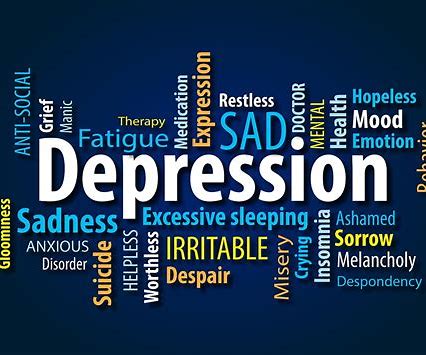 ANTI-SOCIAL
Grief
Manic
Therapy
Fatigue
Medication
Expression
Restless
SAD
DOCTOR
MENTAL
Health
Hopeless
Mood
Emotion
Behavior
Depression
Gloominess
Sadness
Excessive sleeping
ANXIOUS
Disorder
Suicide
HELPLESS
Worthless
IRRITABLE
Despair
Misery
Crying
Insomnia
Ashamed
Sorrow
Melancholy
Despondency